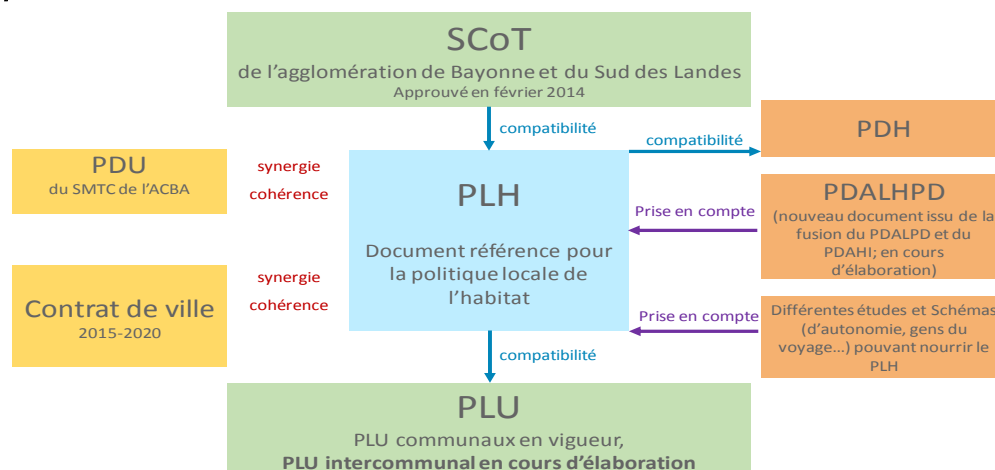 SCoT
de l'agglomération de Bayonne et du Sud des Landes
Approuvé en février 2014
compatibilité
compatibilité
PDH
PDU
du SMTC de l'ACBA
synergie
cohérence
PLH
Document référence pour
la politique locale de
l'habitat
Prise en compte
PDALHPD
(nouveau document issu de la
fusion du PDALPD et du
PDAHI; en cours
d'élaboration)
Contrat de ville
2015-2020
synergie
cohérence
Prise en compte
Différentes études et Schémas
(d'autonomie, gens du
voyage...) pouvant nourrir le
PLH
compatibilité
PLU
PLU communaux en vigueur,
PLU intercommunal en cours d'élaboration